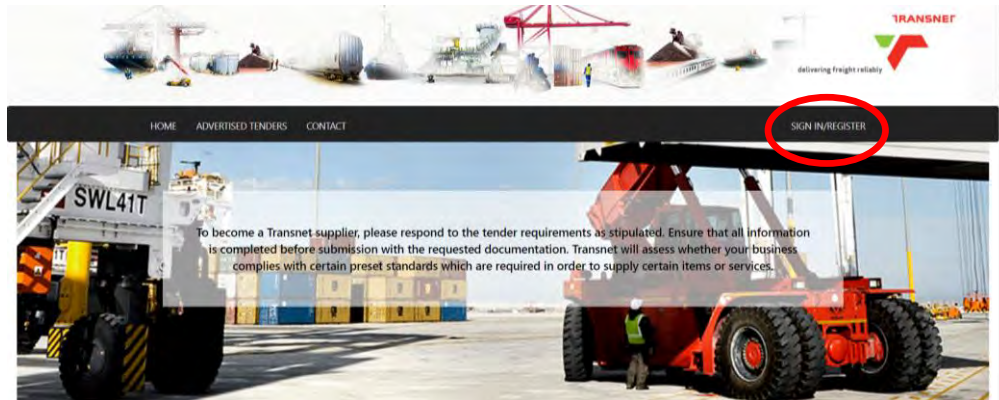 TRANSNET
delivering freight reliably
HOME ADVERTISED TENDERS CONTACT SIGN IN/REGISTER
SWL41T
To become a Transnet supplier, please respond to the tender requirements as stipulated. Ensure that all information
is completed before submission with the requested documentation. Transnet will assess whether your business
complies with certain preset standards which are required in order to supply certain items or services.